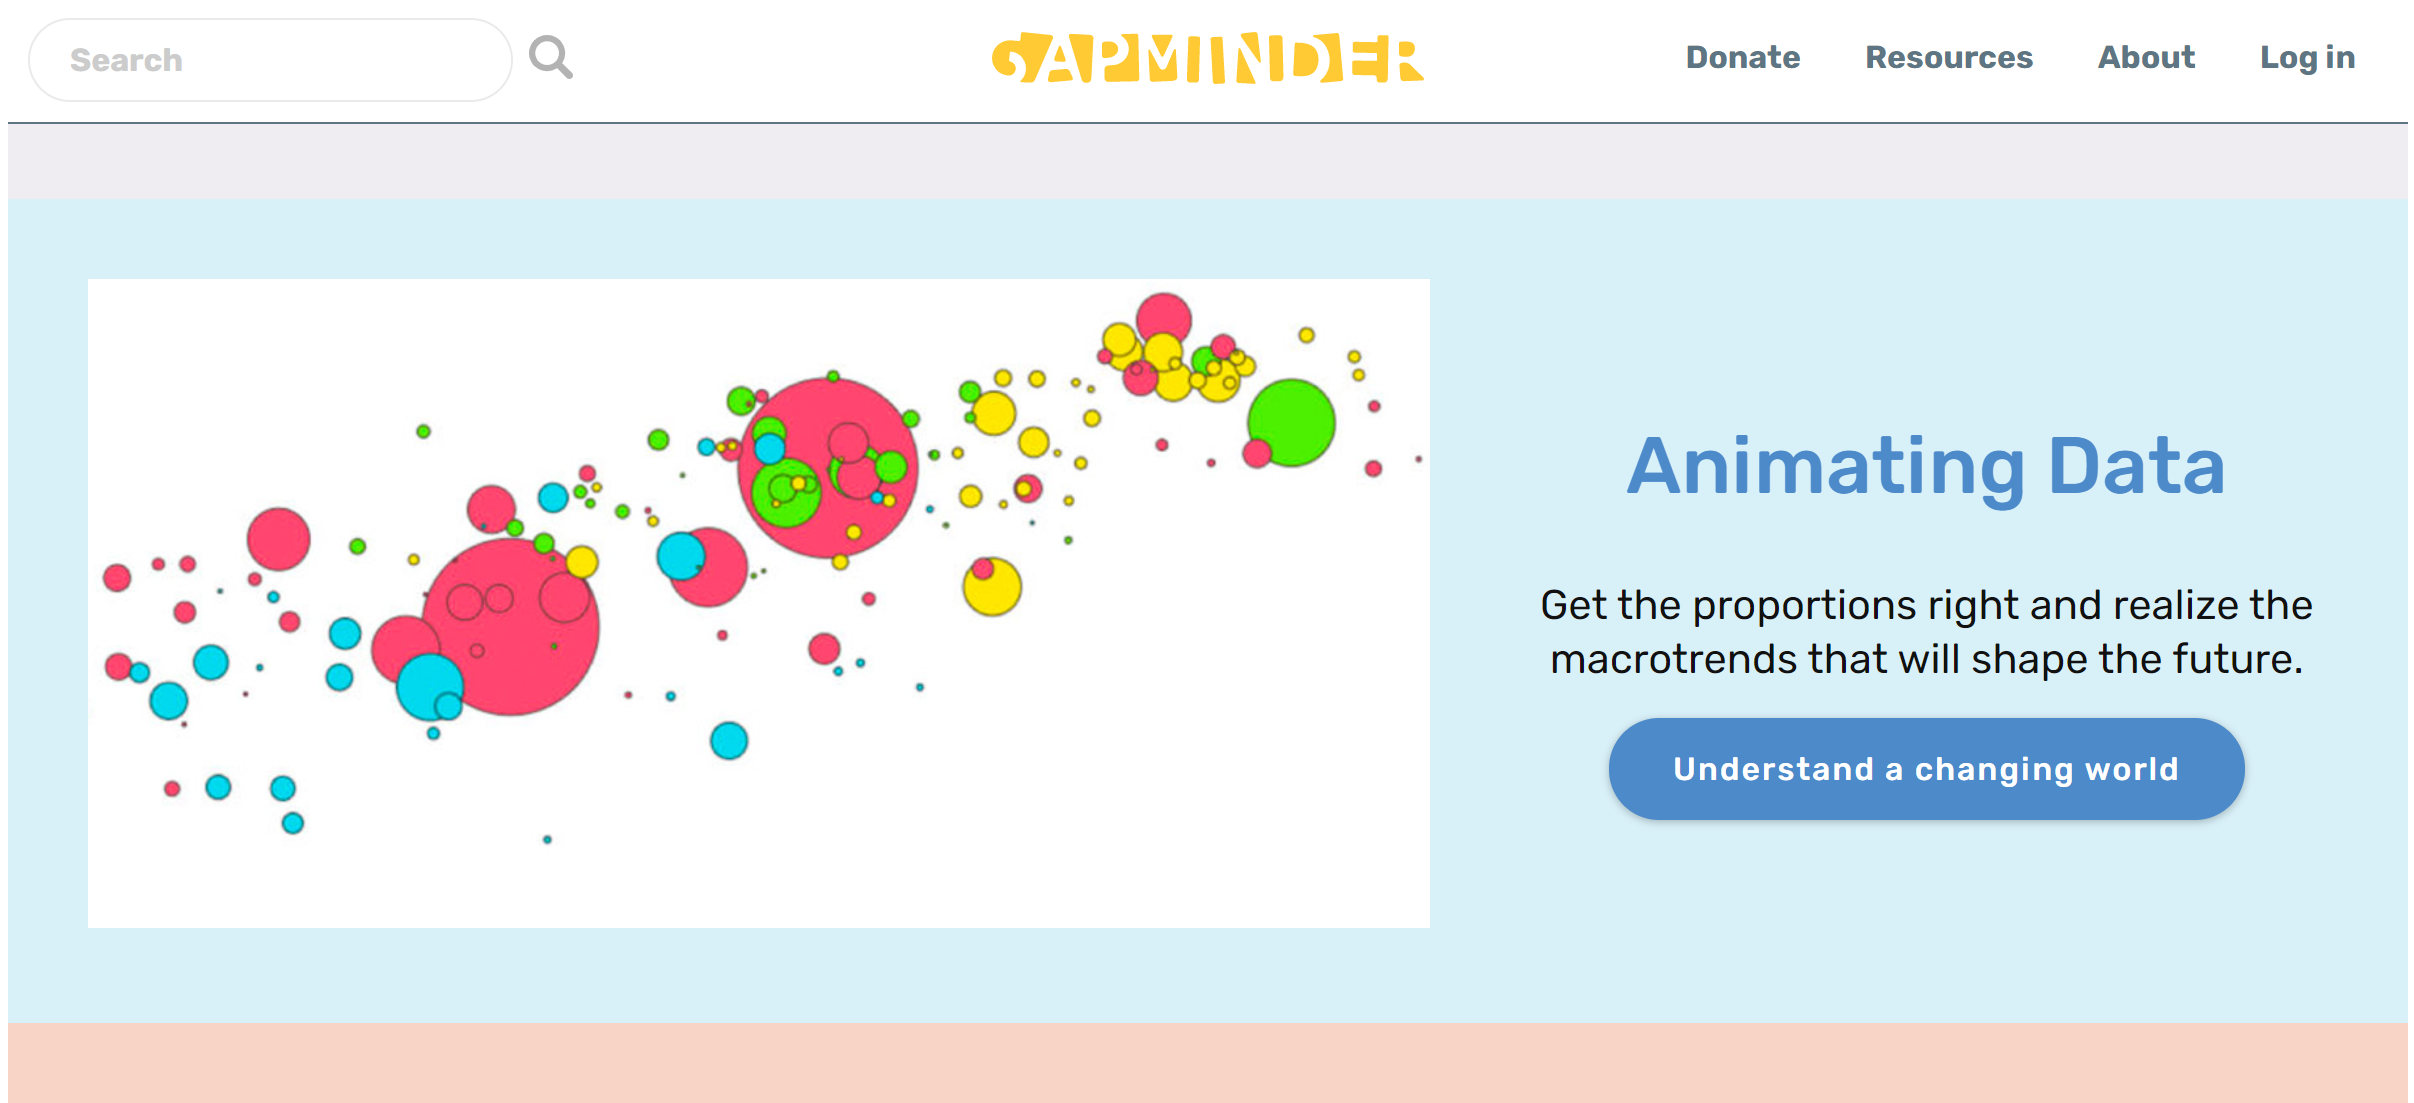 Search
GAPMINDER
Donate
Resources
About
Log in
Animating Data
Get the proportions right and realize the
macrotrends that will shape the future.
Understand a changing world